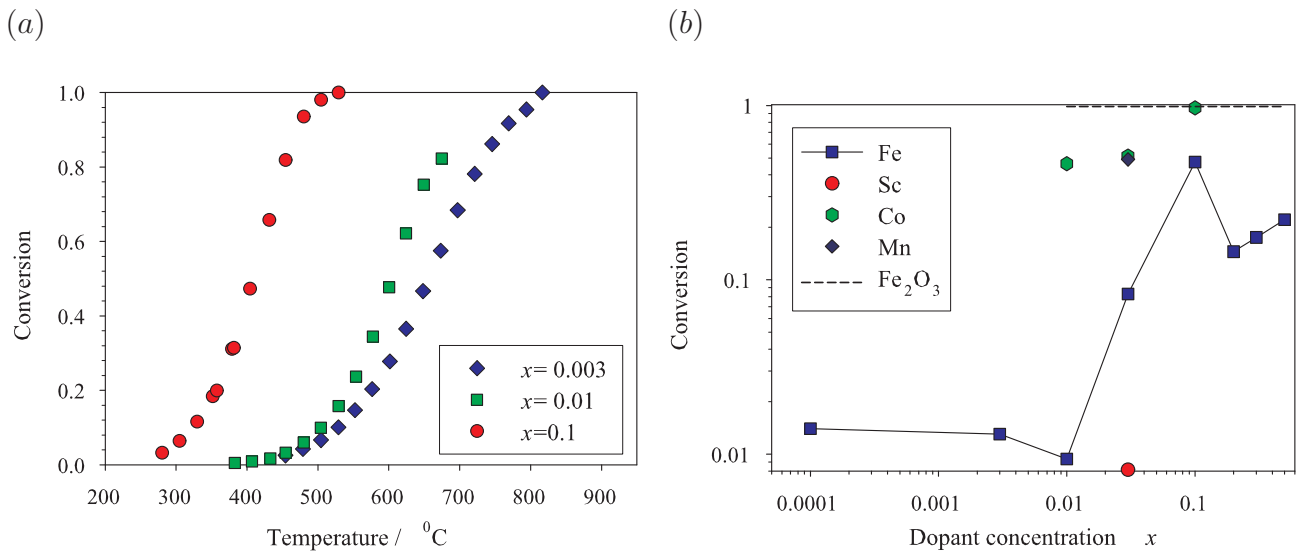 (a)
1.0
0.8
0.6
0.4
0.2
0.0
Conversion
200 300 400 500 600 700 800 900
Temperature / ⁰C
x= 0.003
x= 0.01
x=0.1
(b)
1
0.1
0.01
Conversion
Fe
Sc
Co
Mn
Fe₂O₃
0.0001 0.001 0.01 0.1
Dopant concentration x